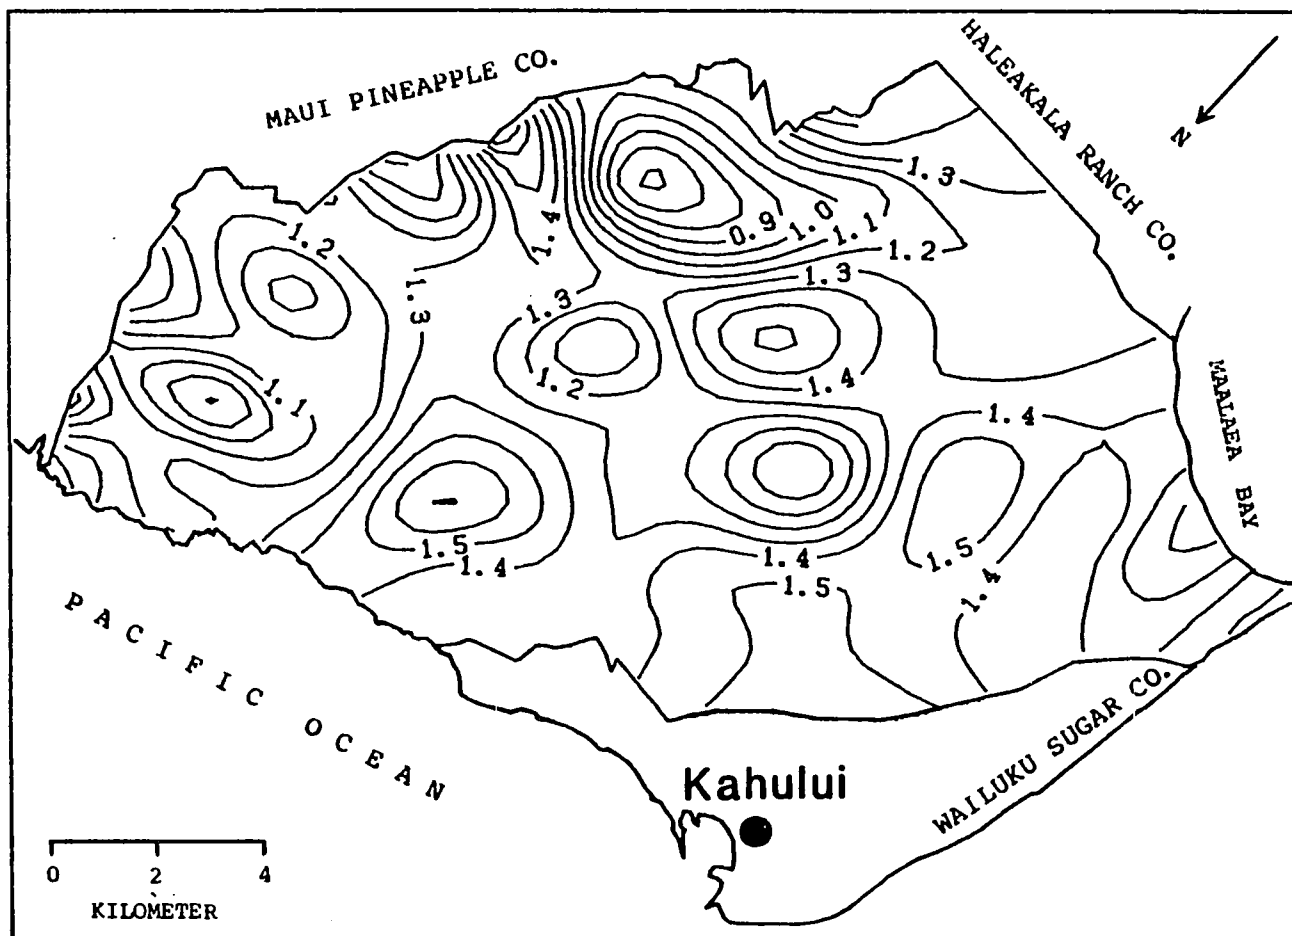 MAUI PINEAPPLE CO.
HALEAKALA RANCH CO.
N
1.3
1.2
1.4
0.9
1.0
1.1
1.2
1.3
1.3
1.3
1.2
1.4
1.1
1.4
MAALAEA BAY
1.5
1.4
1.4
1.5
1.4
1.5
PACIFIC OCEAN
WAILUKU SUGAR CO.
Kahului
0 2 4
KILOMETER